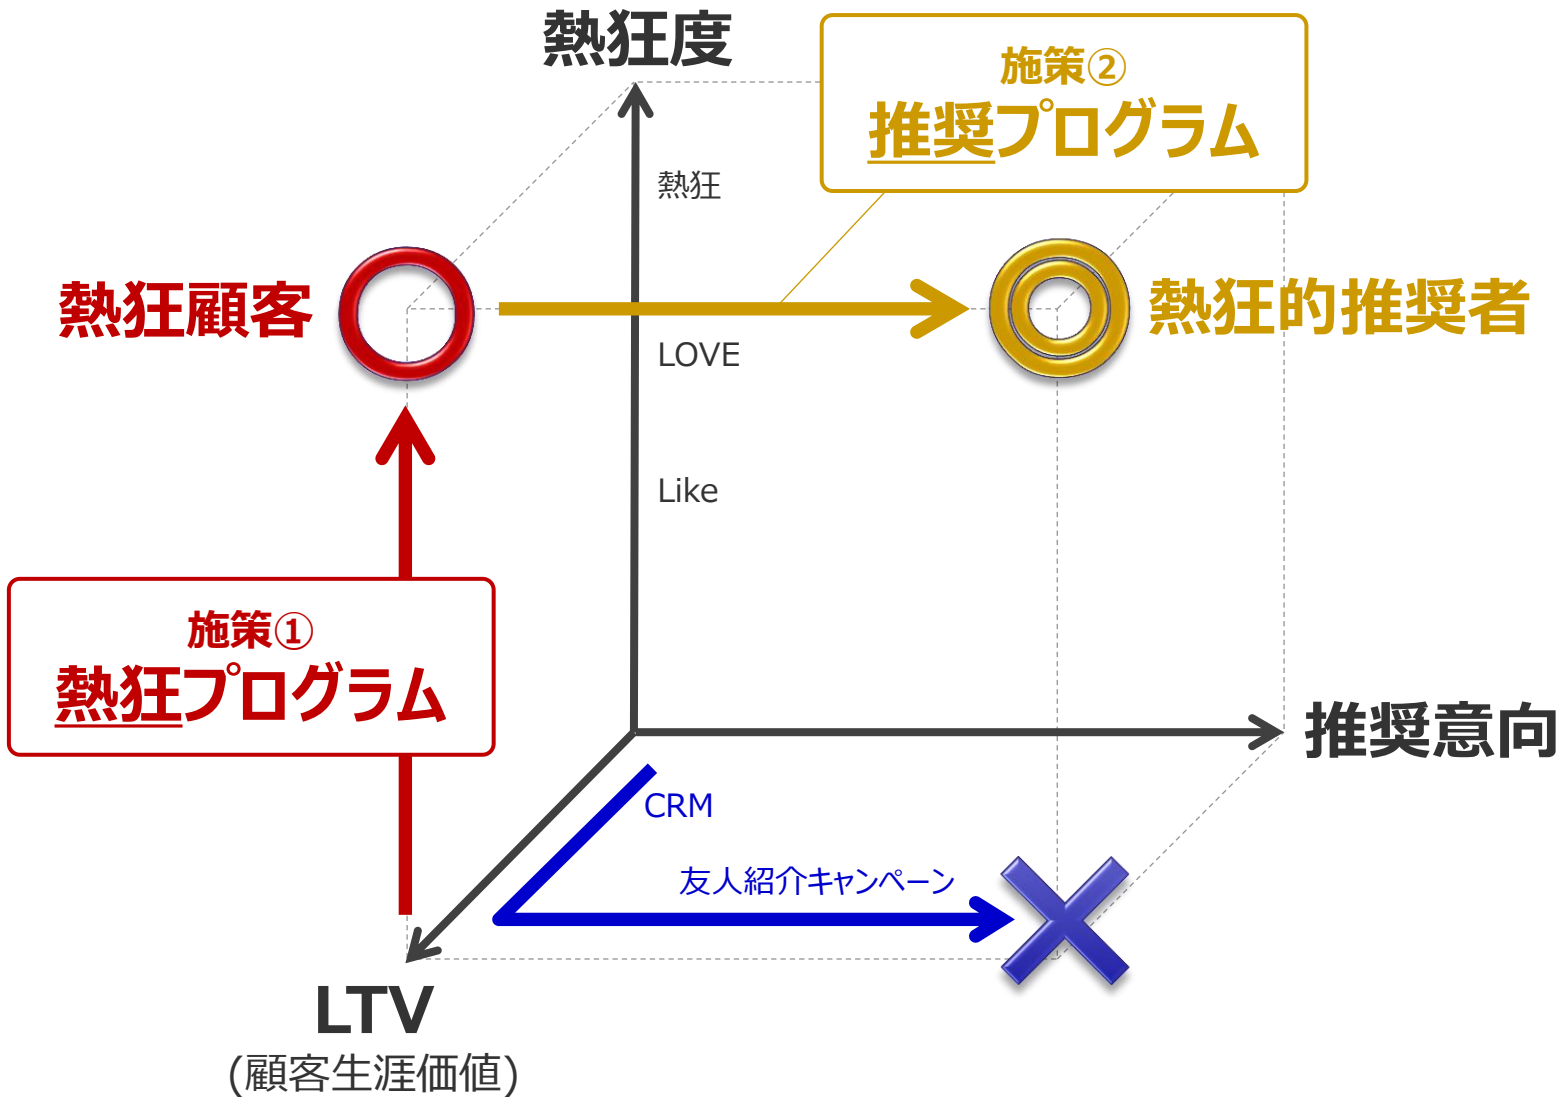 熱狂度
施策②
推奨プログラム
熱狂
熱狂顧客
熱狂的推奨者
LOVE
Like
施策①
熱狂プログラム
推奨意向
CRM
友人紹介キャンペーン
LTV
(顧客生涯価値)